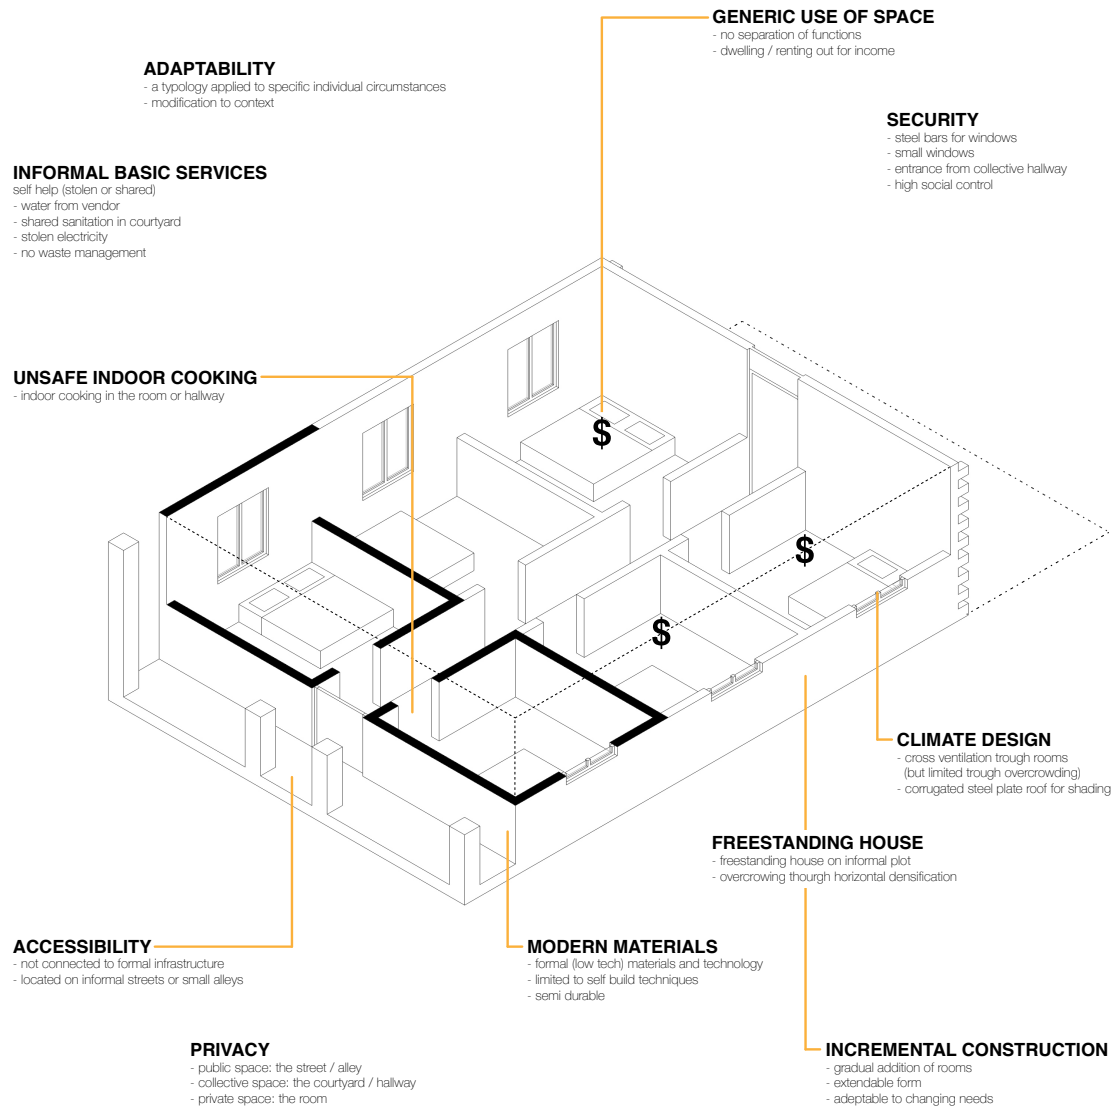 GENERIC USE OF SPACE
- no separation of functions
- dwelling / renting out for income
ADAPTABILITY
- a typology applied to specific individual circumstances
- modification to context
SECURITY
- steel bars for windows
- small windows
- entrance from collective hallway
- high social control
INFORMAL BASIC SERVICES
self help (stolen or shared)
- water from vendor
- shared sanitation in courtyard
- stolen electricity
- no waste management
UNSAFE INDOOR COOKING
- indoor cooking in the room or hallway
$
$
$
CLIMATE DESIGN
- cross ventilation trough rooms
(but limited trough overcrowding)
- corrugated steel plate roof for shading
FREESTANDING HOUSE
- freestanding house on informal plot
- overcrowing thourgh horizontal densification
ACCESSIBILITY
- not connected to formal infrastructure
- located on informal streets or small alleys
MODERN MATERIALS
- formal (low tech) materials and technology
- limited to self build techniques
- semi durable
PRIVACY
- public space: the street / alley
- collective space: the courtyard / hallway
- private space: the room
INCREMENTAL CONSTRUCTION
- gradual addition of rooms
- extendable form
- adeptable to changing needs